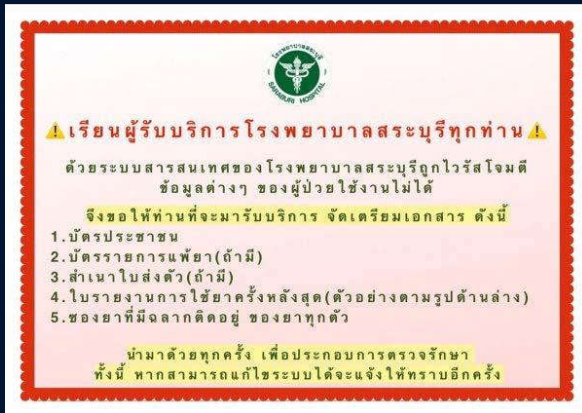 โรงพยาบาลสระบุรี
SARABURI HOSPITAL
เรียนผู้รับบริการโรงพยาบาลสระบุรีทุกท่าน
ด้วยระบบสารสนเทศของโรงพยาบาลสระบุรีถูกไวรัสโจมตี
ข้อมูลต่างๆ ของผู้ป่วยใช้งานไม่ได้
จึงขอให้ท่านที่จะมารับบริการ จัดเตรียมเอกสาร ดังนี้
1.บัตรประชาชน
2.บัตรรายการแพ้ยา(ถ้ามี)
3.สำเนาใบส่งตัว(ถ้ามี)
4.ใบรายงานการใช้ยาครั้งหลังสุด(ตัวอย่างตามรูปด้านล่าง)
5.ซองยาที่มีฉลากติดอยู่ ของยาทุกตัว
นำมาด้วยทุกครั้ง เพื่อประกอบการตรวจรักษา
ทั้งนี้ หากสามารถแก้ไขระบบได้จะแจ้งให้ทราบอีกครั้ง